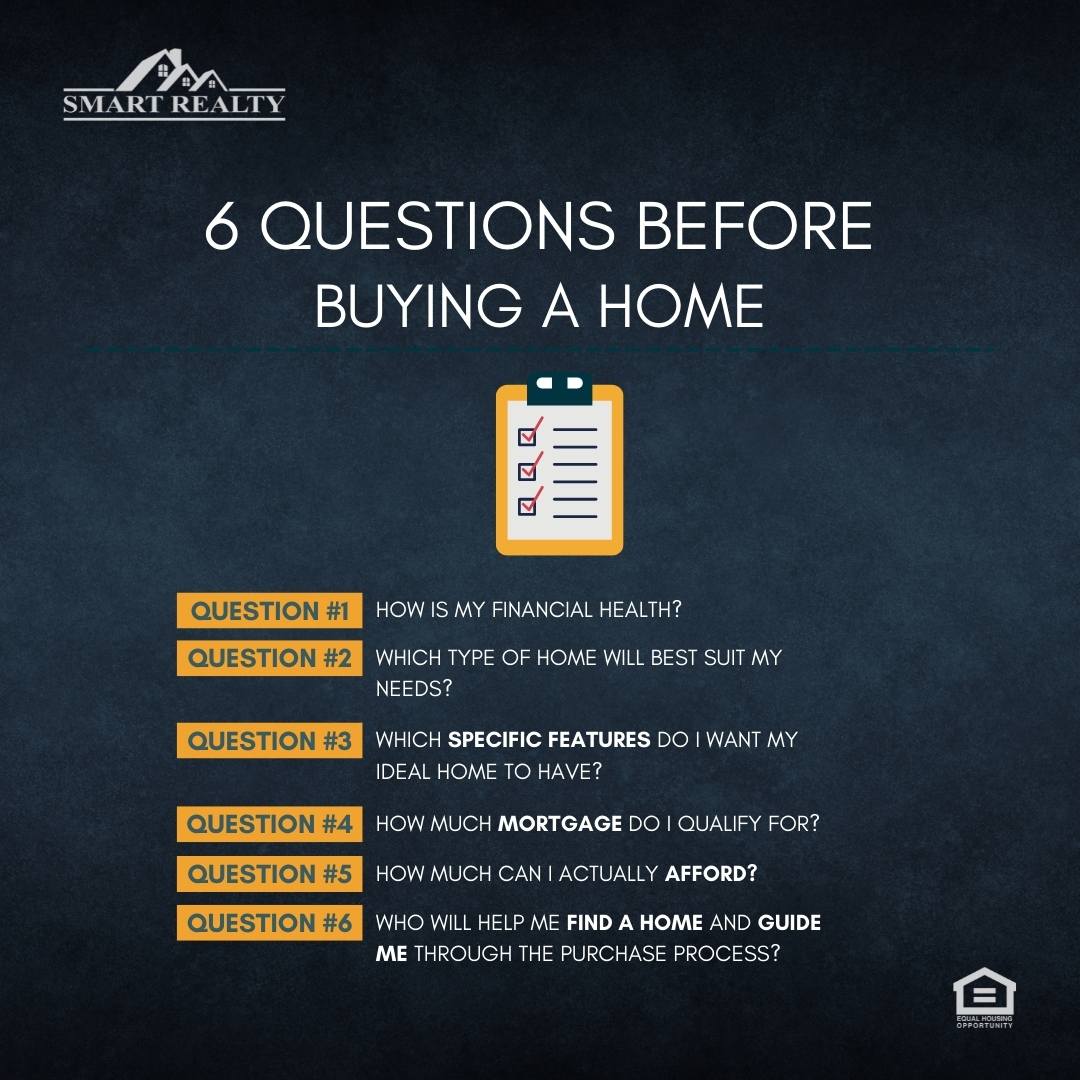 SMART REALTY
6 QUESTIONS BEFORE
BUYING A HOME
QUESTION #1 HOW IS MY FINANCIAL HEALTH?
QUESTION #2 WHICH TYPE OF HOME WILL BEST SUIT MY
NEEDS?
QUESTION #3 WHICH SPECIFIC FEATURES DO I WANT MY
IDEAL HOME TO HAVE?
QUESTION #4 HOW MUCH MORTGAGE DO I QUALIFY FOR?
QUESTION #5 HOW MUCH CAN I ACTUALLY AFFORD?
QUESTION #6 WHO WILL HELP ME FIND A HOME AND GUIDE
ME THROUGH THE PURCHASE PROCESS?
EQUAL HOUSING
OPPORTUNITY